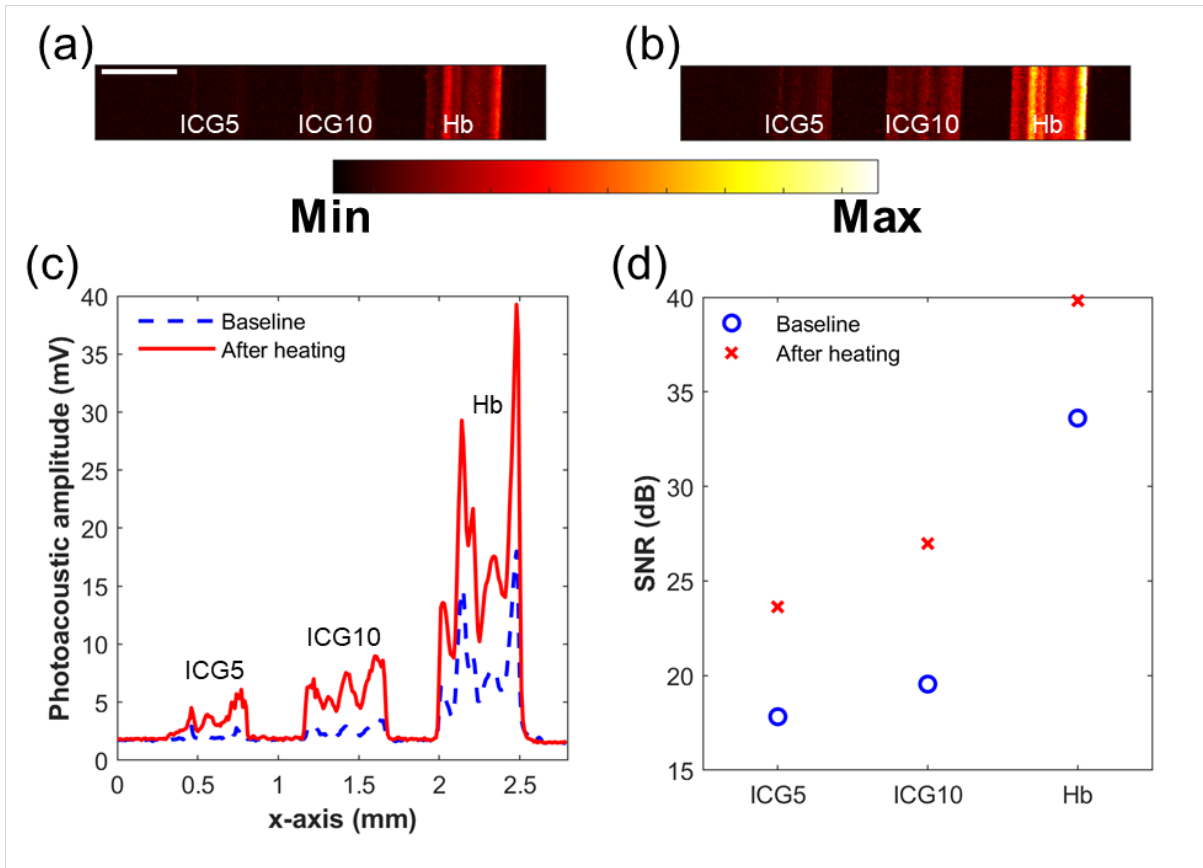 (a)
(b)
ICG5 ICG10 Hb
ICG5 ICG10 Hb
Min Max
(c)
(d)
40
35
30
25
20
15
10
5
0
Photoacoustic amplitude (mV)
Baseline
After heating
ICG5
ICG10
Hb
0 0.5 1 1.5 2 2.5
x-axis (mm)
40
35
30
25
20
15
SNR (dB)
Baseline
After heating
ICG5 ICG10 Hb